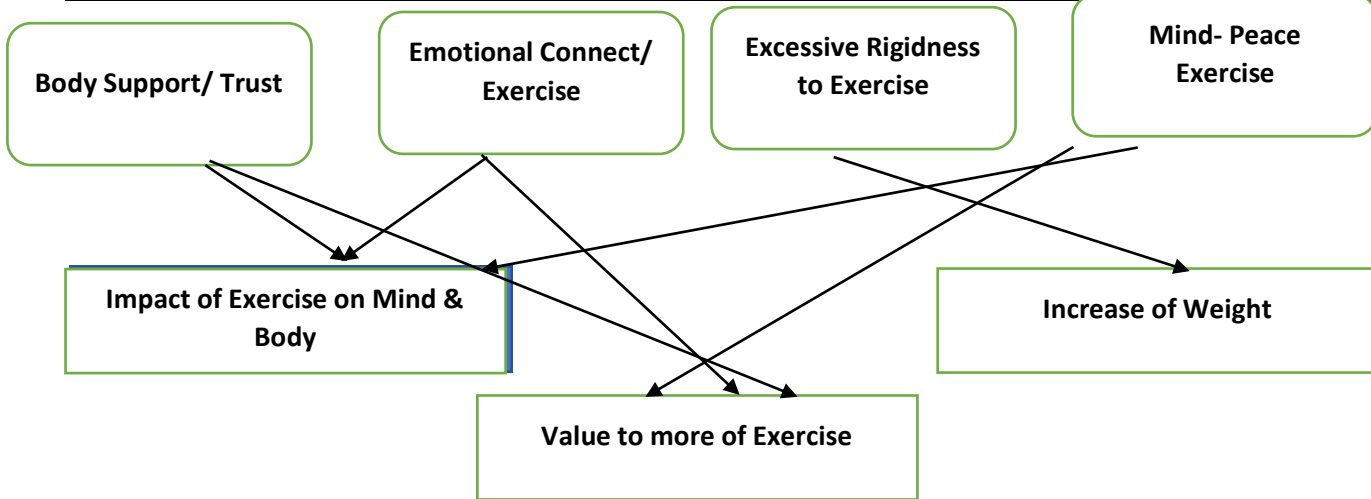 Body Support/ Trust
Emotional Connect/
Exercise
Excessive Rigidness
to Exercise
Mind- Peace
Exercise
Impact of Exercise on Mind &
Body
Increase of Weight
Value to more of Exercise